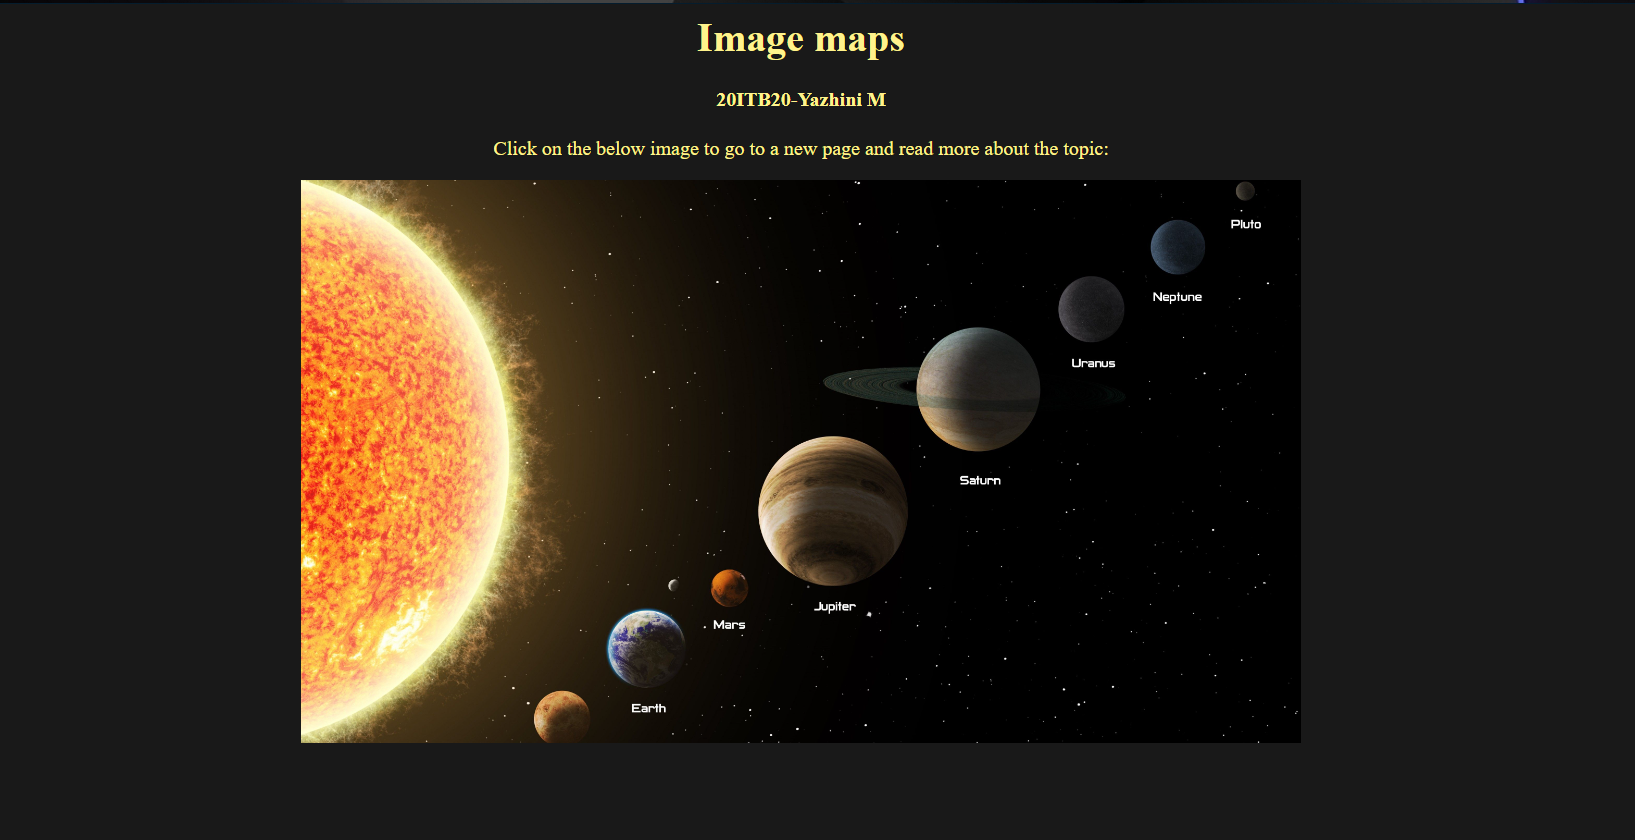 Image maps
20ITB20-Yazhini M
Click on the below image to go to a new page and read more about the topic:
Pluto
Neptune
Uranus
Saturn
Jupiter
Mars
Earth